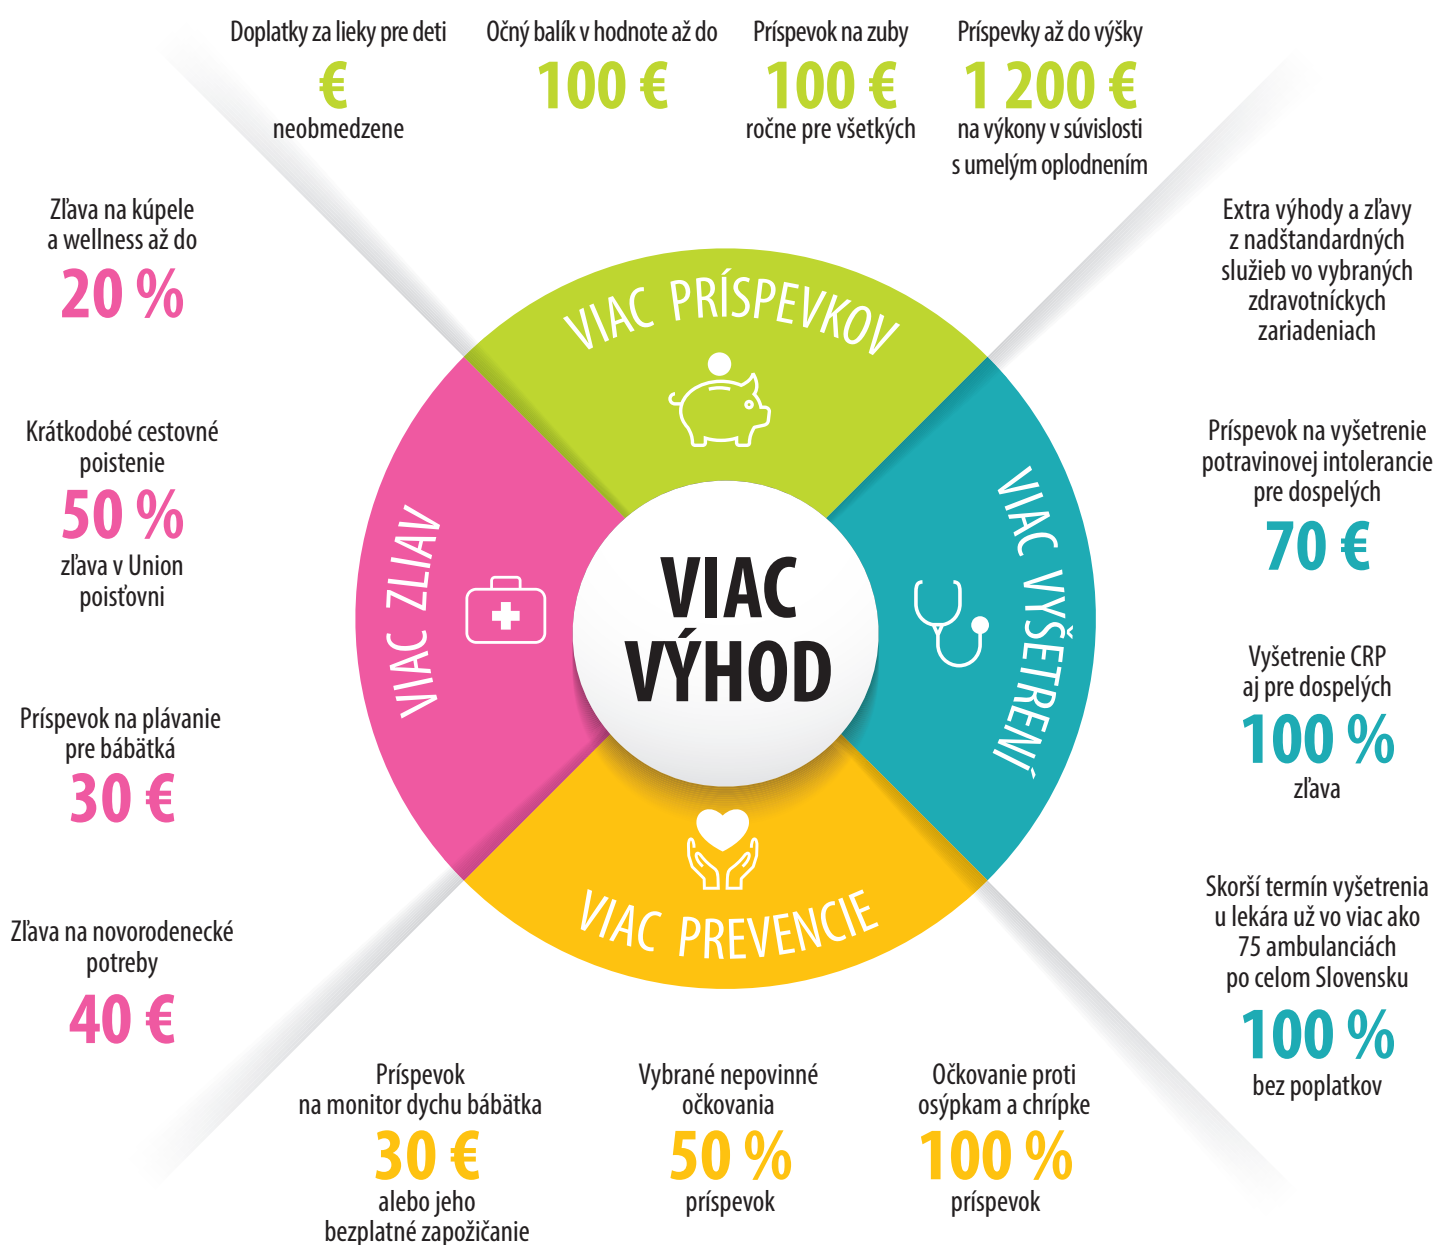 Doplatky za lieky pre deti
€
neobmedzene
Očný balík v hodnote až do
100 €
Príspevok na zuby
100 €
ročne pre všetkých
Príspevky až do výšky
1 200 €
na výkony v súvislosti
s umelým oplodnením
Zľava na kúpele
a wellness až do
20 %
Krátkodobé cestovné
poistenie
50 %
zľava v Union
poisťovni
Príspevok na plávanie
pre bábätká
30 €
Zľava na novorodenecké
potreby
40 €
VIAC PRÍSPEVKOV
VIAC ZLIAV
VIAC
VÝHOD
VIAC VYŠETRENÍ
VIAC PREVENCIE
Extra výhody a zľavy
z nadštandardných
služieb vo vybraných
zdravotníckych
zariadeniach
Príspevok na vyšetrenie
potravinovej intolerancie
pre dospelých
70 €
Vyšetrenie CRP
aj pre dospelých
100 %
zľava
Skorší termín vyšetrenia
u lekára už vo viac ako
75 ambulanciách
po celom Slovensku
100 %
bez poplatkov
Príspevok
na monitor dychu bábätka
30 €
alebo jeho
bezplatné zapožičanie
Vybrané nepovinné
očkovania
50 %
príspevok
Očkovanie proti
osýpkam a chrípke
100 %
príspevok